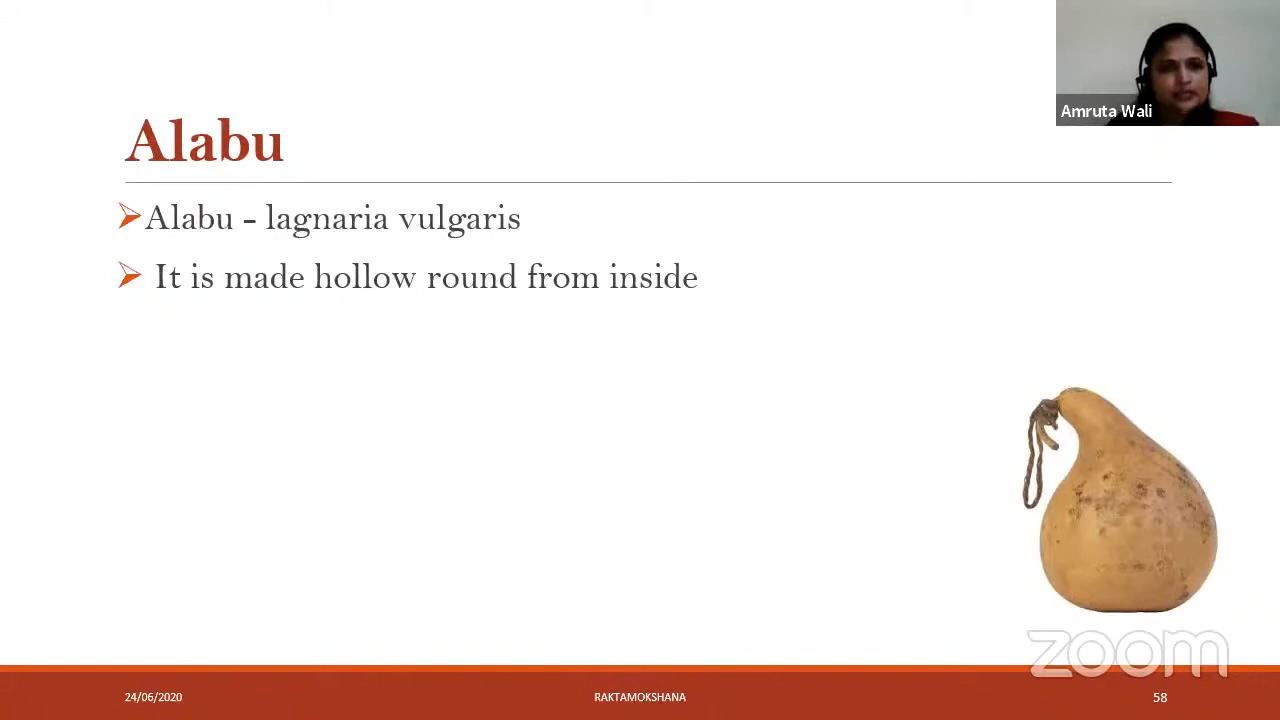 Amruta Wali
Alabu
Alabu - lagnaria vulgaris
It is made hollow round from inside
zoom
24/06/2020
RAKTAMOKSHANA
58